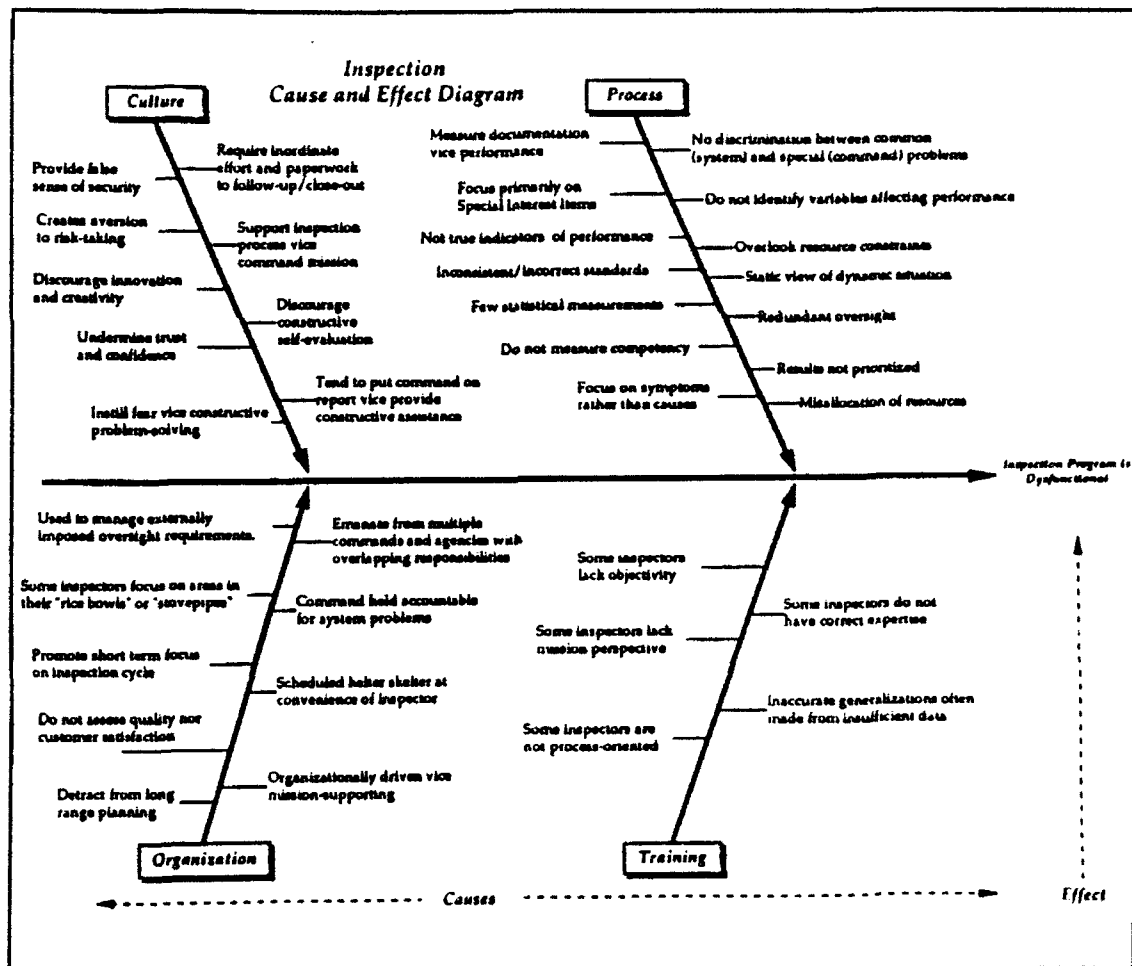 Inspection
Cause and Effect Diagram
Culture
Provide false
sense of security
Creates aversion
to risk-taking
Discourage innovation
and creativity
Undermine trust
and confidence
Instill fear vice constructive
problem-solving
Require inordinate
effort and paperwork
to follow-up/close-out
Support inspection
process vice
command mission
Discourage
constructive
self-evaluation
Tend to put command on
report vice provide
constructive assistance
Process
Measure documentation
vice performance
Focus primarily on
Special Interest Items
Not true indicators of performance
Inconsistent/Incorrect standards
Few statistical measurements
Do not measure competency
Focus on symptoms
rather than causes
No discrimination between common
(system) and special (command) problems
Do not identify variables affecting performance
Overlook resource constraints
Static view of dynamic situation
Redundant oversight
Results not prioritized
Misallocation of resources
Inspection Program is
Dysfunctional
Used to manage externally
imposed oversight requirements.
Some inspectors focus on areas in
their "rice bowls" or "stovepipes"
Promote short term focus
on inspection cycle
Do not assess quality nor
customer satisfaction
Detract from long
range planning
Emanate from multiple
commands and agencies with
overlapping responsibilities
Command held accountable
for system problems
Scheduled helter skelter at
convenience of inspector
Organizationally driven vice
mission-supporting
Organization
Some inspectors
lack objectivity
Some inspectors lack
mission perspective
Some inspectors are
not process-oriented
Some inspectors do not
have correct expertise
Inaccurate generalizations often
made from insufficient data
Training
Causes
Effect